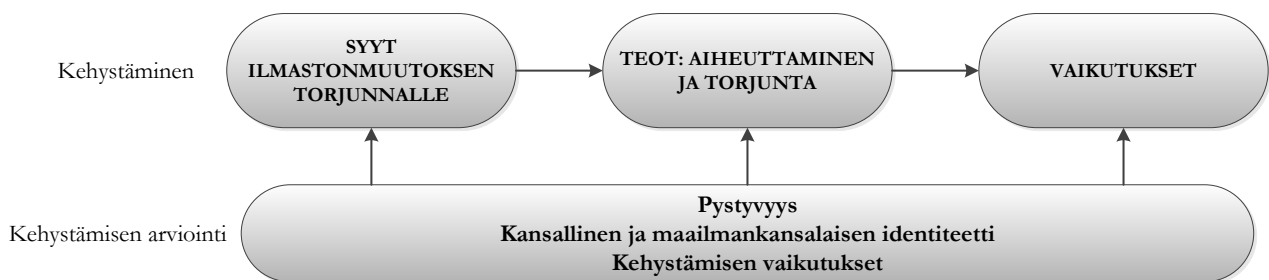 Kehystäminen
SYYT
ILMASTONMUUTOKSEN
TORJUNNALLE
TEOT: AIHEUTTAMINEN
JA TORJUNTA
VAIKUTUKSET
Kehystämisen arviointi
Pystyvyys
Kansallinen ja maailmankansalaisen identiteetti
Kehystämisen vaikutukset